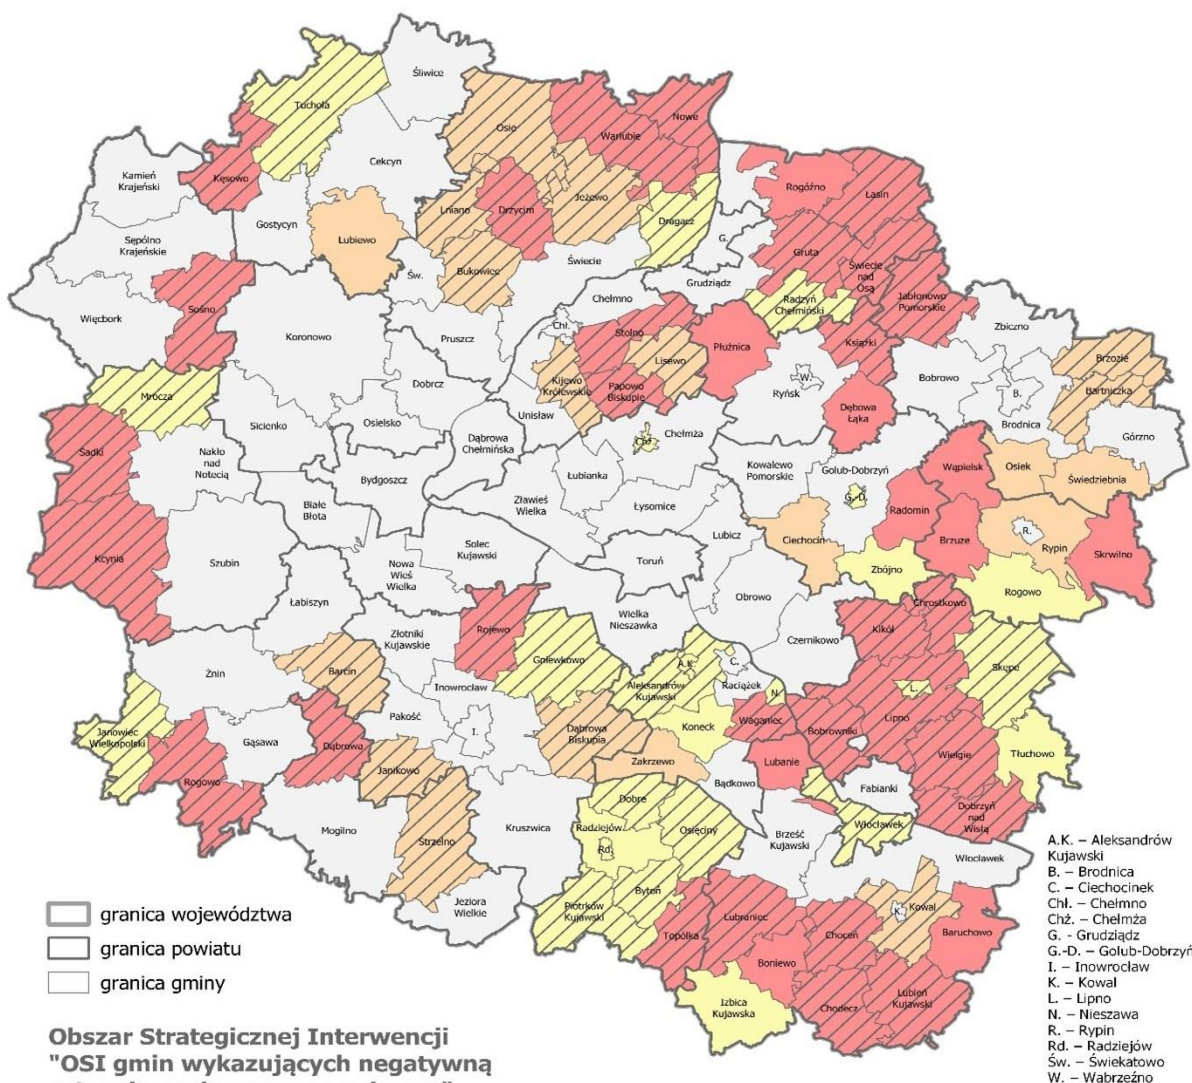 Śliwice
Tuchola
Osie
Warlubie
Nowe
Cekcyn
Kamień
Krajeński
Kęsowo
Rogóźno
Łasin
Lniano
Drzycim
Jeżewo
Dragacz
Gostycyn
Lubiewo
G.
Sępólno
Krajeńskie
Gruta
Świecie
nad
Osą
Św.
Bukowiec
Świecie
Grudziądz
Radzyń
Chełmiński
Jabłonowo
Pomorskie
Sośno
Więcbork
Koronowo
Chełmno
Chł.
Stolno
Zbiczno
Pruszcz
Płużnica
Książki
Lisewo
Brzozie
Kijewo
Królewskie
Papowo
Biskupie
W.
Ryńsk
Bobrowo
B.
Bartniczka
Dobrcz
Mrocza
Unisław
Dębowa
Łąka
Brodnica
Górzno
Sicienko
Osielsko
Dąbrowa
Chełmińska
Chż.
Chełmża
Sadki
Nakło
nad
Notecią
Łubianka
Kowalewo
Pomorskie
Golub-Dobrzyń
Wąpielsk
Osiek
Świedziebnia
Bydgoszcz
Zławieś
Wielka
Łysomice
G.-D.
Radomin
Białe
Błota
Kcynia
Solec
Kujawski
Lubicz
Ciechocin
Brzuze
R.
Rypin
Skrwilno
Szubin
Nowa
Wieś
Wielka
Toruń
Zbójno
Rogowo
Łabiszyn
Obrowo
Wielka
Nieszawka
Chrostkowo
Złotniki
Kujawskie
Rojewo
Czernikowo
Kikół
Żnin
Barcin
Gniewkowo
A.K.
C.
Skępe
Inowrocław
Aleksandrów
Kujawski
Raciążek
N.
L.
Pakość
Janowiec
Wielkopolski
Gąsawa
Dąbrowa
I.
Dąbrowa
Biskupia
Koneck
Waganiec
Bobrowniki
Lipno
Wielgie
Tłuchowo
Rogowo
Janikowo
Zakrzewo
Lubanie
Bądkowo
Fabianki
Dobrzyń
nad
Wisłą
Dobre
Mogilno
Strzelno
Kruszwica
Radziejów
Rd.
Osięciny
Włocławek
Brześć
Kujawski
Włocławek
Bytoń
Piotrków
Kujawski
Jeziora
Wielkie
Lubraniec
Topólka
Choceń
K.
Kowal
Baruchowo
Boniewo
Izbica
Kujawska
Chodecz
Lubień
Kujawski
granica województwa
granica powiatu
granica gminy
Obszar Strategicznej Interwencji
"OSI gmin wykazujących negatywną
A.K. – Aleksandrów
Kujawski
B. – Brodnica
C. – Ciechocinek
Chł. – Chełmno
Chż. – Chełmża
G. - Grudziądz
G.-D. – Golub-Dobrzyń
I. – Inowrocław
K. – Kowal
L. – Lipno
N. – Nieszawa
R. – Rypin
Rd. – Radziejów
Św. – Świekatowo
W. – Wąbrzeźno